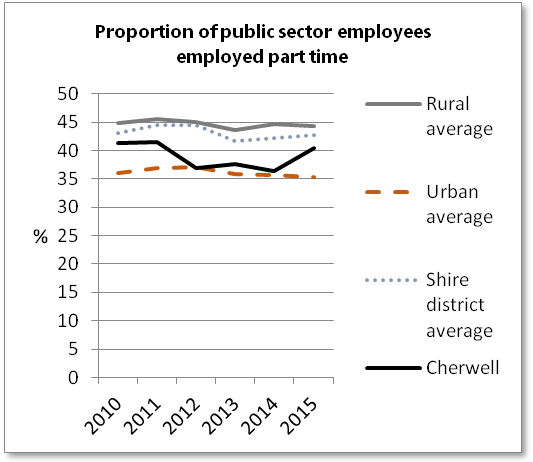 Proportion of public sector employees
employed part time
50
45
40
35
30
25
20
15
10
5
0
%
2010
2011
2012
2013
2014
2015
Rural
average
Urban
average
Shire
district
average
Cherwell